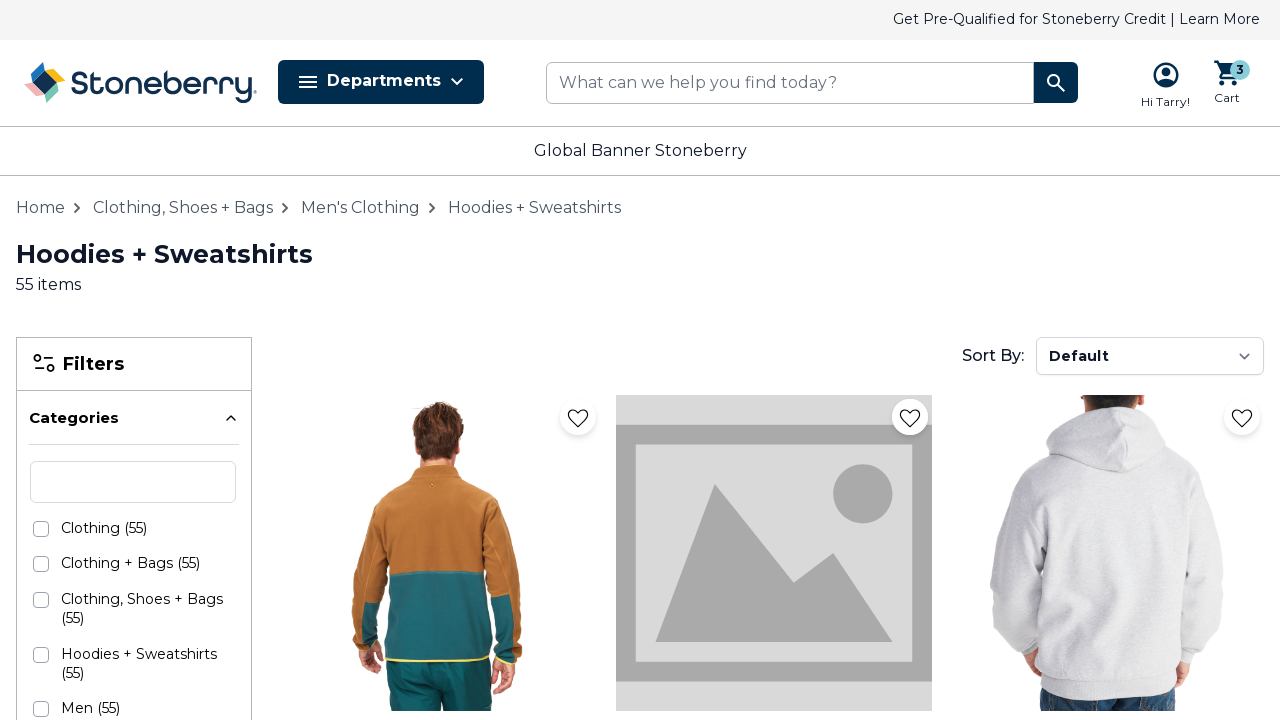 Get Pre-Qualified for Stoneberry Credit | Learn More
Stoneberry
Departments
What can we help you find today?
3
Hi Tarry!
Cart
Global Banner Stoneberry
Home
Clothing, Shoes + Bags
Men's Clothing
Hoodies + Sweatshirts
Hoodies + Sweatshirts
55 items
Filters
Sort By:
Default
Categories
Clothing (55)
Clothing + Bags (55)
Clothing, Shoes + Bags
(55)
Hoodies + Sweatshirts
(55)
Men (55)